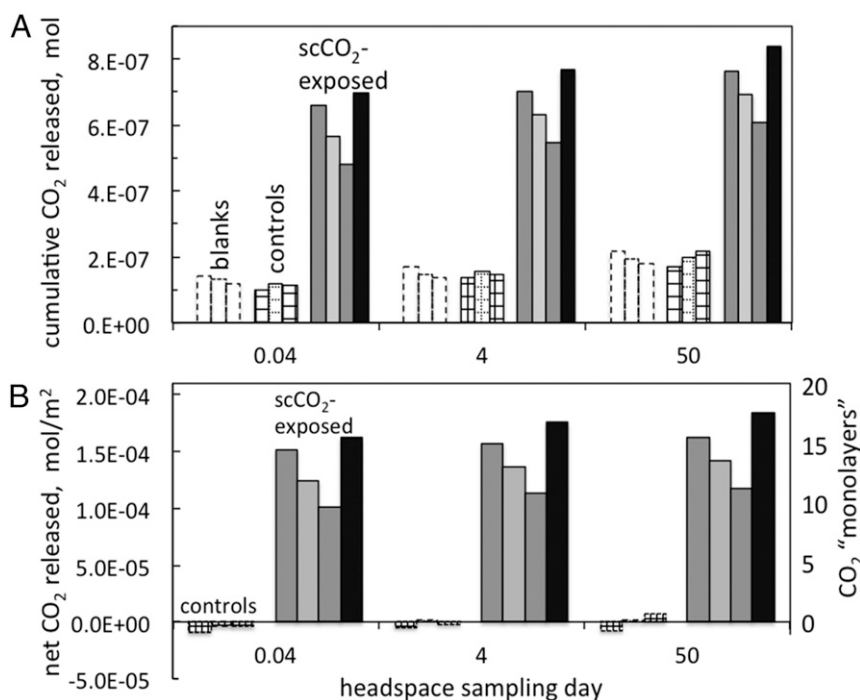 A
cumulative CO₂ released, mol
8.E-07
6.E-07
4.E-07
2.E-07
0.E+00
blanks
controls
scCO₂-
exposed
0.04
4
50
B
net CO₂ released, mol/m²
2.0E-04
1.5E-04
1.0E-04
5.0E-05
0.0E+00
-5.0E-05
controls
scCO₂-
exposed
20
15
10
5
0
CO₂ “monolayers”
0.04
4
50
headspace sampling day